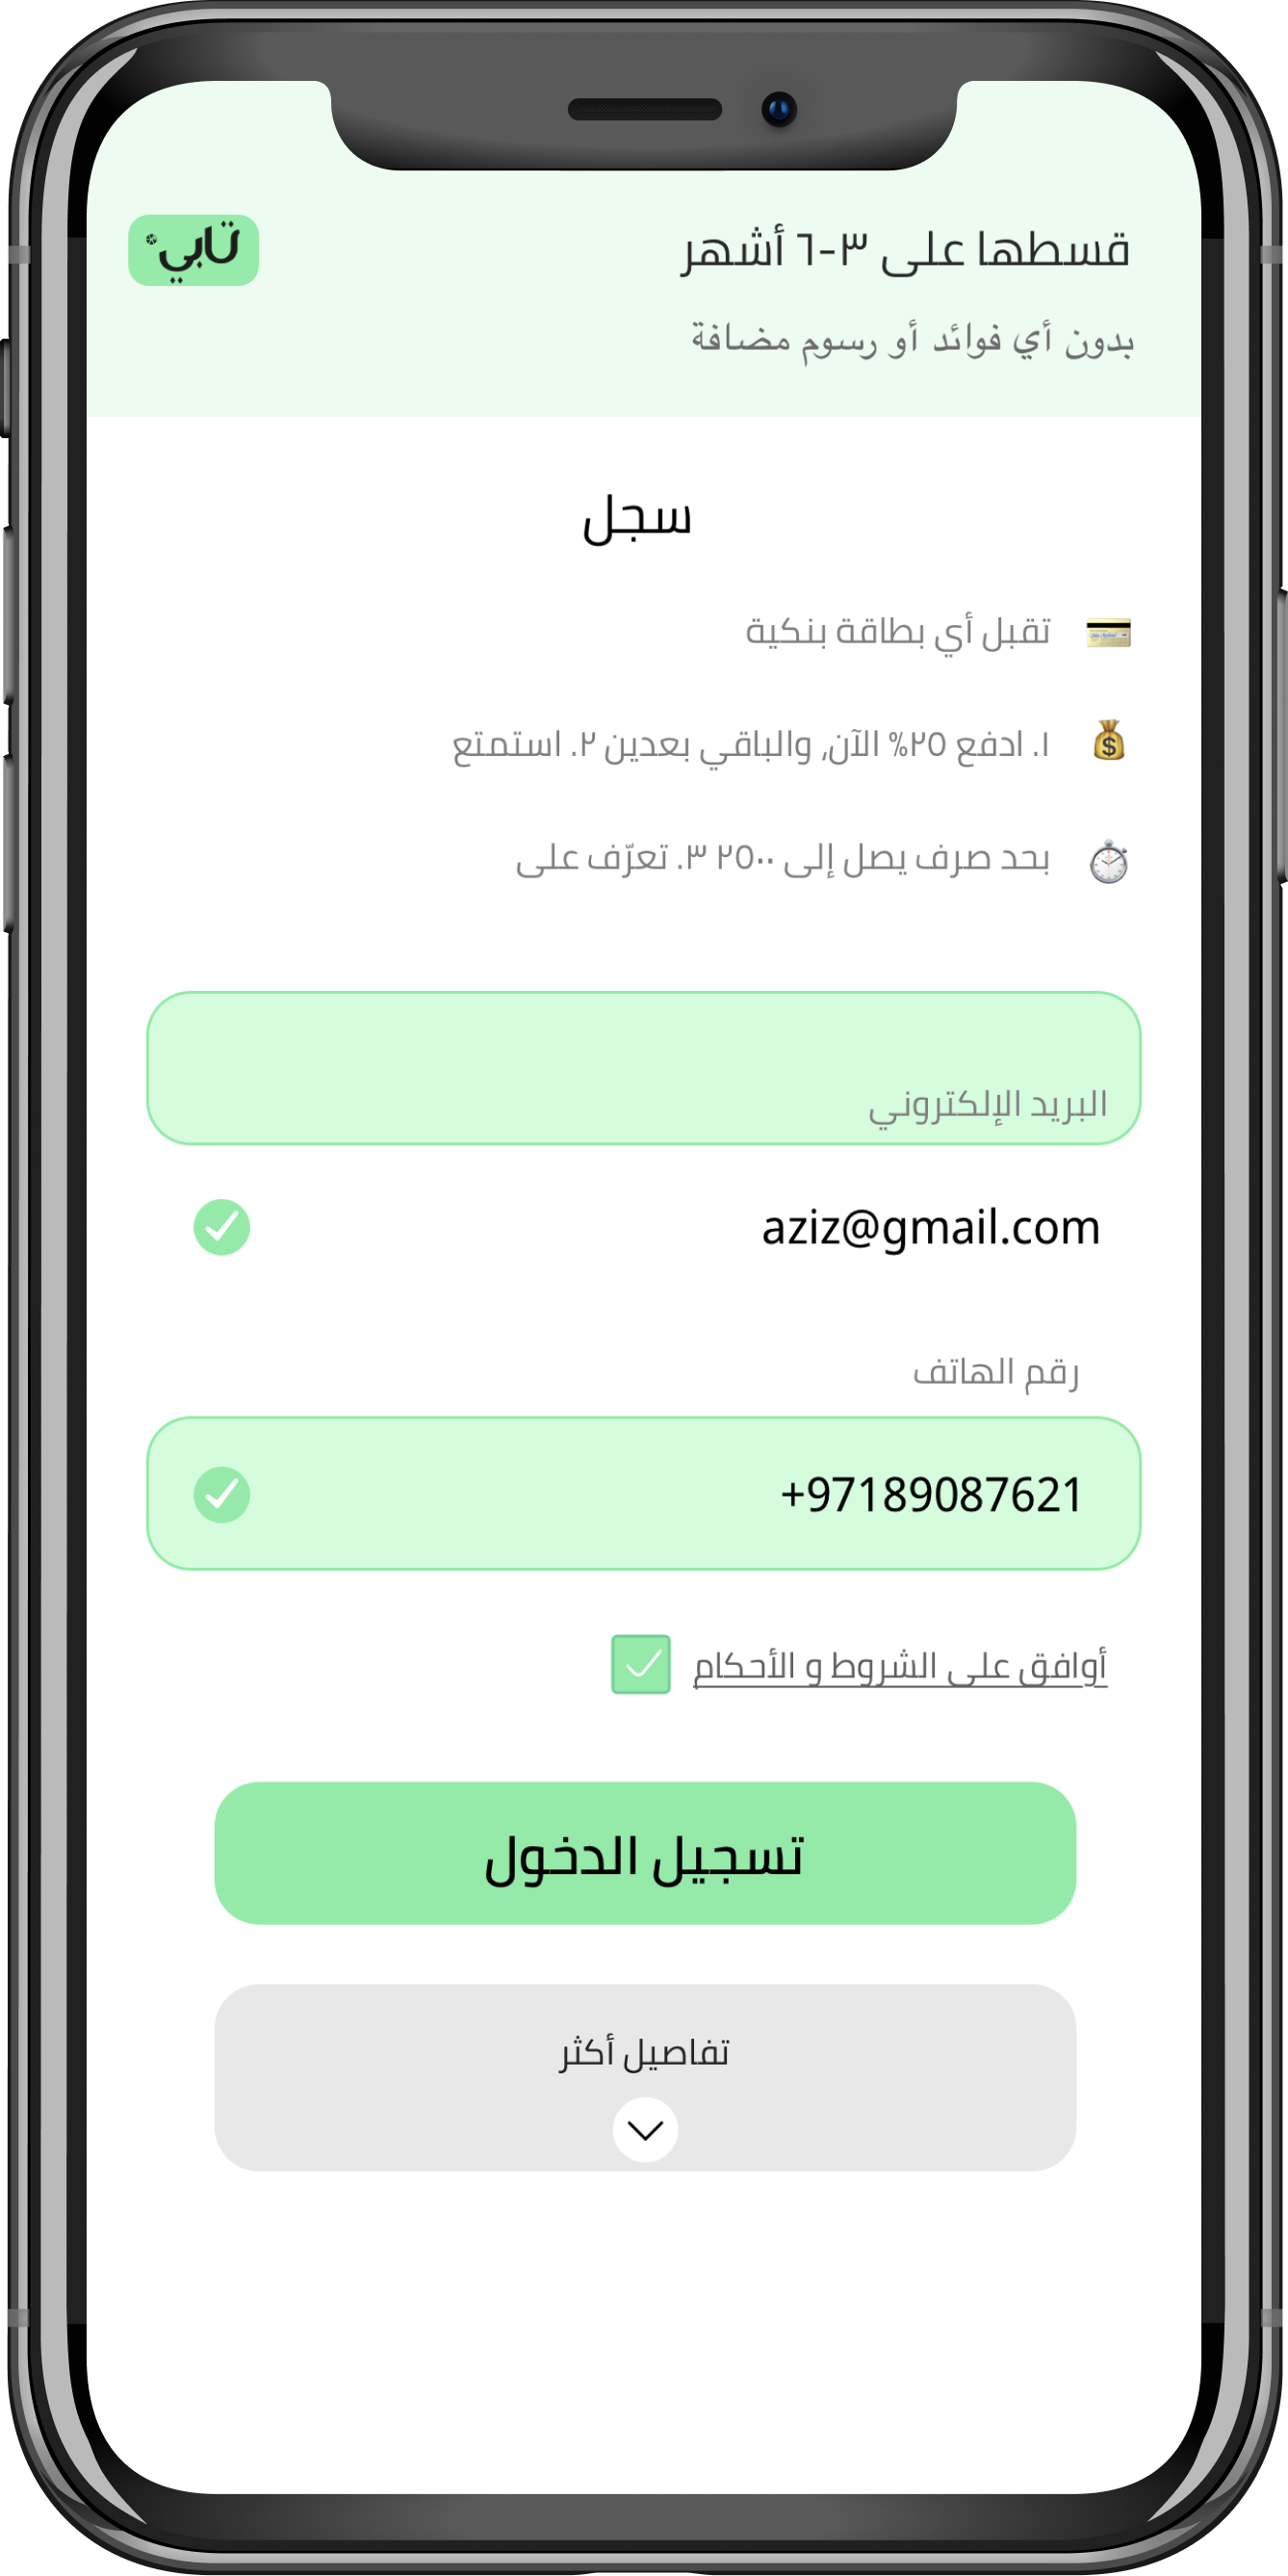 قسطها على ٣-٦ أشهر
تابي
بدون أي فوائد أو رسوم مضافة
سجل
تقبل أي بطاقة بنكية
١. ادفع ٢٥% الآن، والباقي بعدين ٢. استمتع
بحد صرف يصل إلى ٢٥٠٠ ٣. تعرّف على
البريد الإلكتروني
aziz@gmail.com
رقم الهاتف
+97189087621
أوافق على الشروط و الأحكام
تسجيل الدخول
تفاصيل أكثر